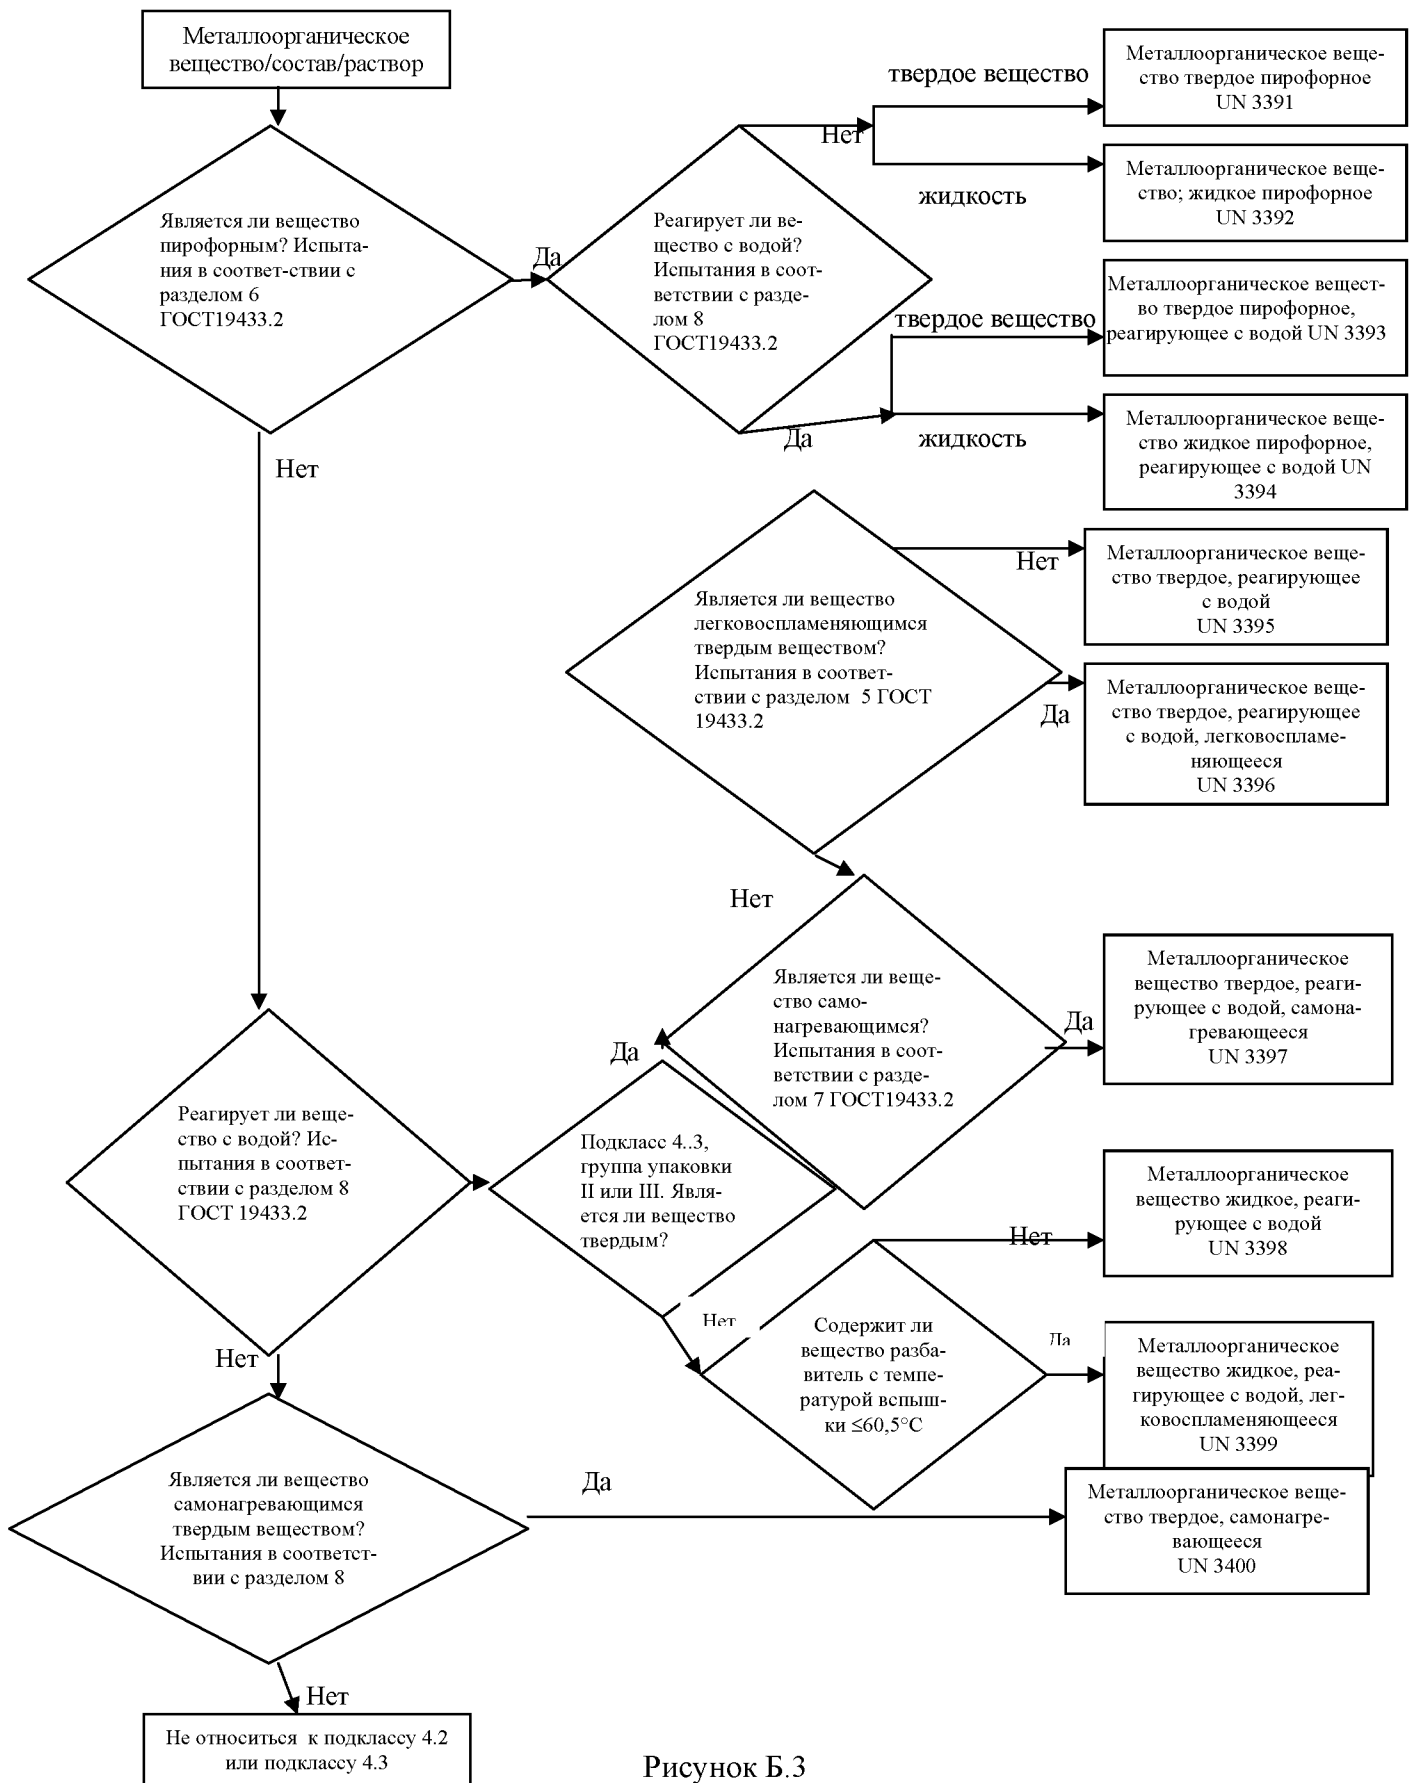 Металлоорганическое
вещество/состав/раствор
твердое вещество
Металлоорганическое веще-
ство твердое пирофорное
UN 3391
Нет
жидкость
Металлоорганическое веще-
ство; жидкое пирофорное
UN 3392
Является ли вещество
пирофорным? Испыта-
ния в соответ-ствии с
разделом 6
ГОСТ19433.2
Да
Реагирует ли ве-
щество с водой?
Испытания в соот-
ветствии с разде-
лом 8
ГОСТ19433.2
твердое вещество
Металлоорганическое вещест-
во твердое пирофорное,
реагирующее с водой UN 3393
Да
жидкость
Металлоорганическое веще-
ство жидкое пирофорное,
реагирующее с водой UN
3394
Нет
Является ли вещество
легковоспламеняющимся
твердым веществом?
Испытания в соответ-
ствии с разделом 5 ГОСТ
19433.2
Нет
Металлоорганическое веще-
ство твердое, реагирующее
с водой
UN 3395
Да
Металлоорганическое веще-
ство твердое, реагирующее
с водой, легковоспламе-
няющееся
UN 3396
Нет
Является ли веще-
ство само-
нагревающимся?
Испытания в соот-
ветствии с разде-
лом 7 ГОСТ19433.2
Да
Металлоорганическое
вещество твердое, реаги-
рующее с водой, самона-
гревающееся
UN 3397
Да
Реагирует ли веще-
ство с водой? Ис-
пытания в соответ-
ствии с разделом 8
ГОСТ 19433.2
Подкласс 4..3,
группа упаковки
II или III. Явля-
ется ли вещество
твердым?
Металлоорганическое
вещество жидкое, реаги-
рующее с водой
UN 3398
Нет
Нет
Содержит ли
вещество разба-
витель с темпе-
ратурой вспыш-
ки ≤60,5°С
Да
Металлоорганическое
вещество жидкое, реа-
гирующее с водой, лег-
ковоспламеняющееся
UN 3399
Нет
Является ли вещество
самонагревающимся
твердым веществом?
Испытания в соответст-
вии с разделом 8
Да
Металлоорганическое веще-
ство твердое, самонагре-
вающееся
UN 3400
Нет
Не относиться к подклассу 4.2
или подклассу 4.3
Рисунок Б.3